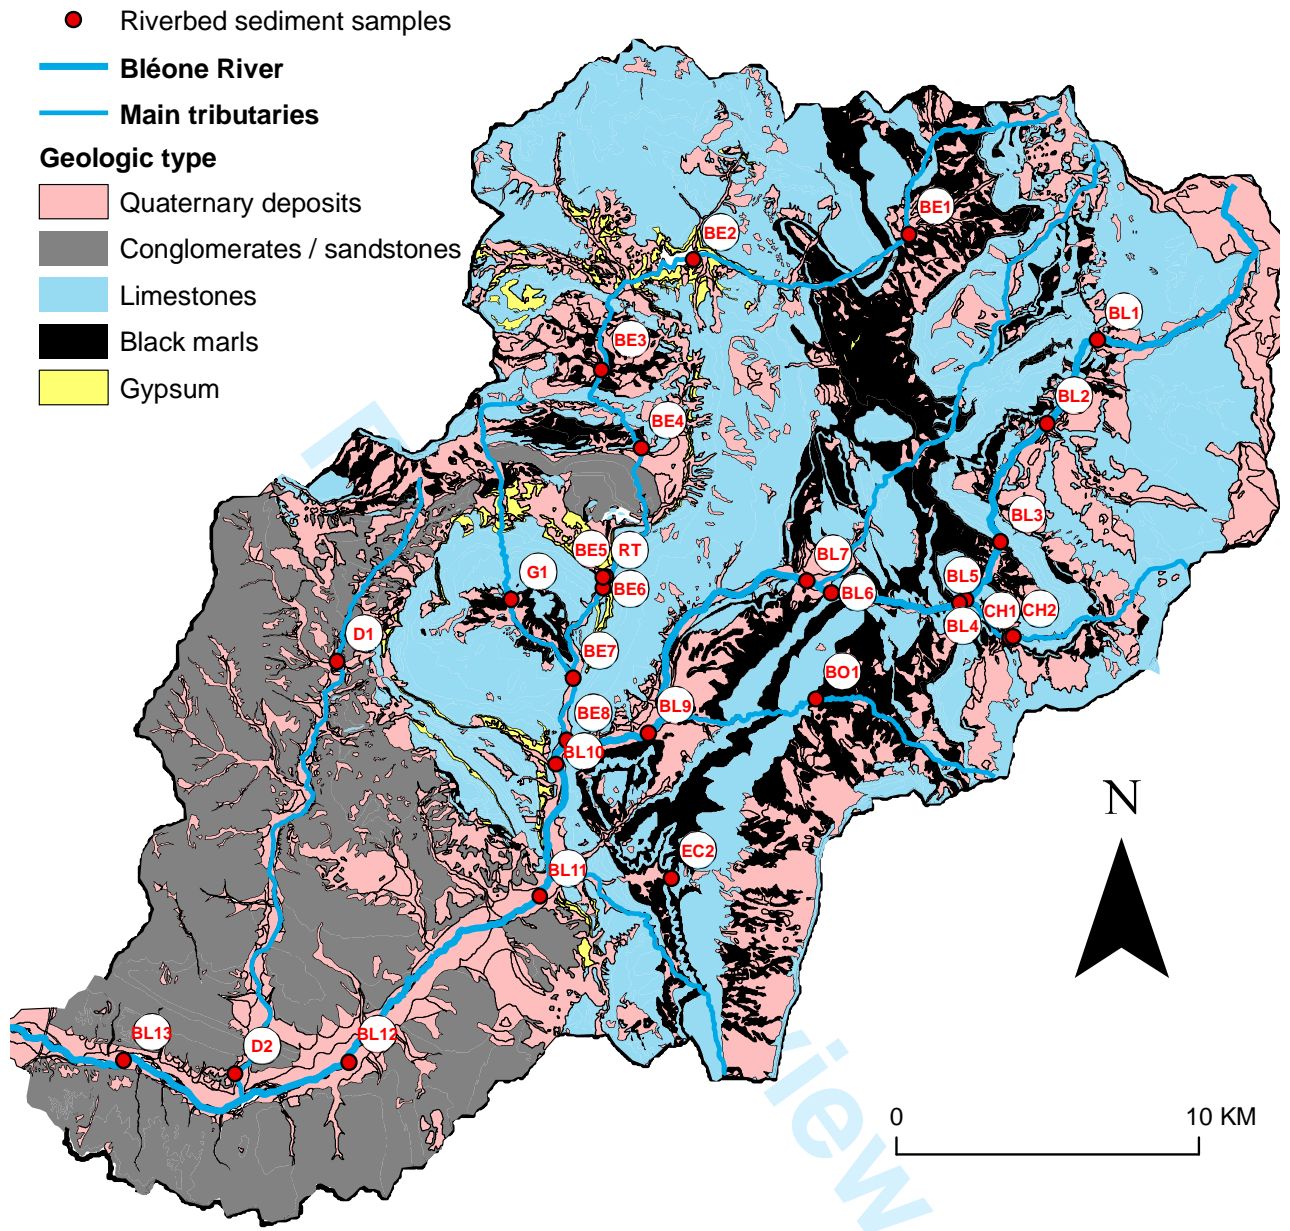 Riverbed sediment samples
Bléone River
Main tributaries
Geologic type
Quaternary deposits
Conglomerates / sandstones
Limestones
Black marls
Gypsum
BE1
BE2
BL1
BE3
BL2
BE4
BL3
BE5
RT
BL7
G1
BE6
BL5
BL6
CH1
CH2
BL4
D1
BE7
BO1
BE8
BL9
BL10
N
EC2
BL11
BL13
D2
BL12
0
10 KM
view